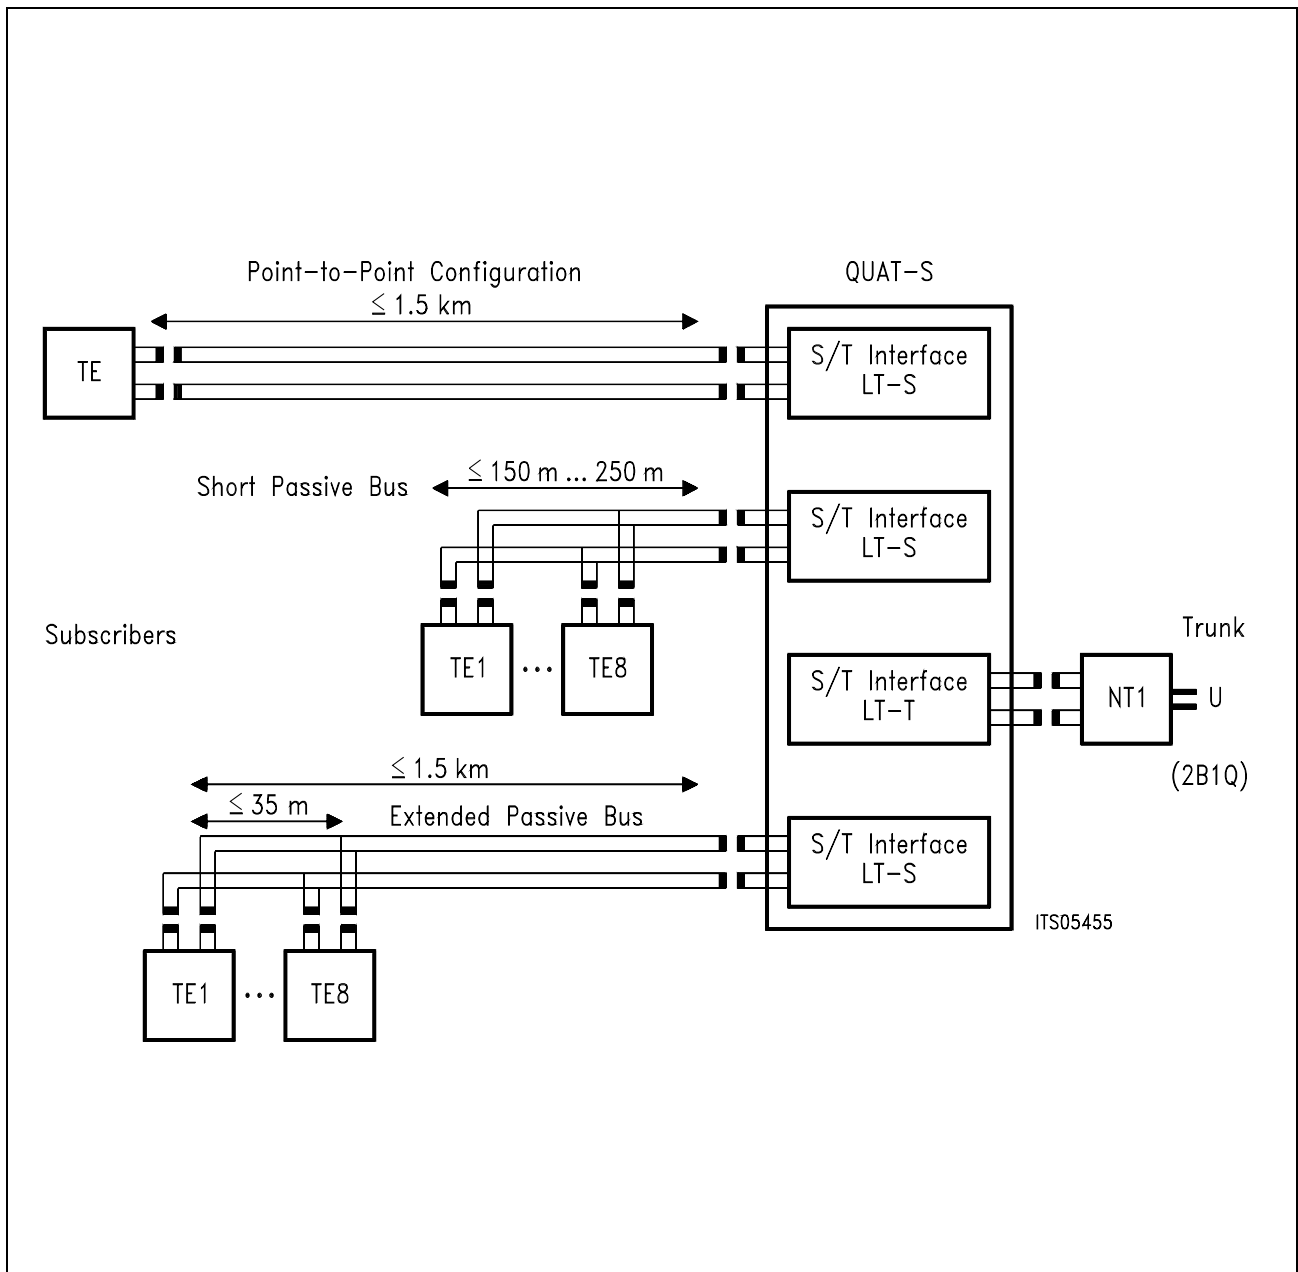 Point-to-Point Configuration
≤ 1.5 km
QUAT-S
TE
S/T Interface
LT-S
Short Passive Bus
≤ 150 m ... 250 m
S/T Interface
LT-S
Subscribers
TE1
...
TE8
S/T Interface
LT-T
Trunk
NT1
U
(2B1Q)
≤ 1.5 km
≤ 35 m
Extended Passive Bus
S/T Interface
LT-S
ITS05455
TE1
...
TE8